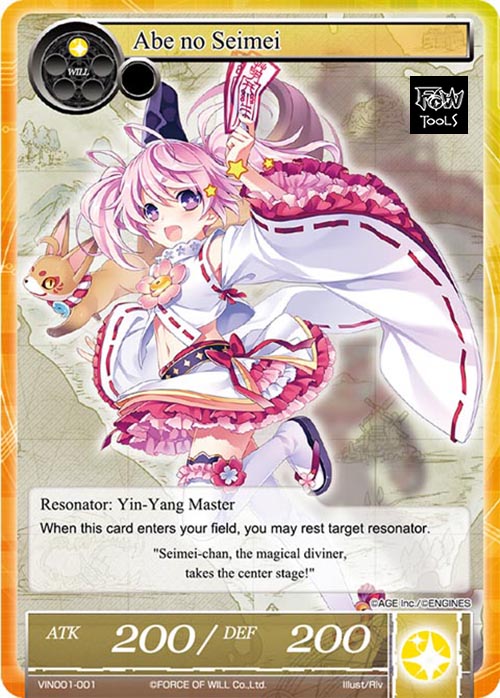 Abe no Seimei
WILL
FOW
TOOLS
Resonator: Yin-Yang Master
When this card enters your field, you may rest target resonator.
"Seimei-chan, the magical diviner,
takes the center stage!"
©AGE Inc./©ENGINES
ATK 200/ DEF 200
VIN001-001 ©FORCE OF WILL Co.,Ltd. Illust/Riv